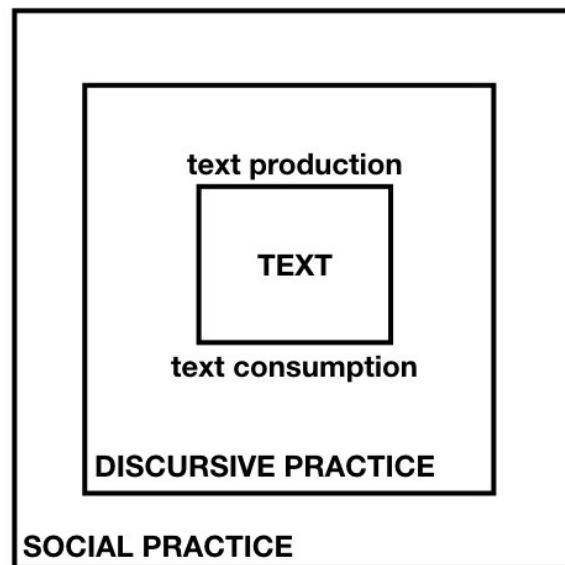 text production
TEXT
text consumption
DISCURSIVE PRACTICE
SOCIAL PRACTICE